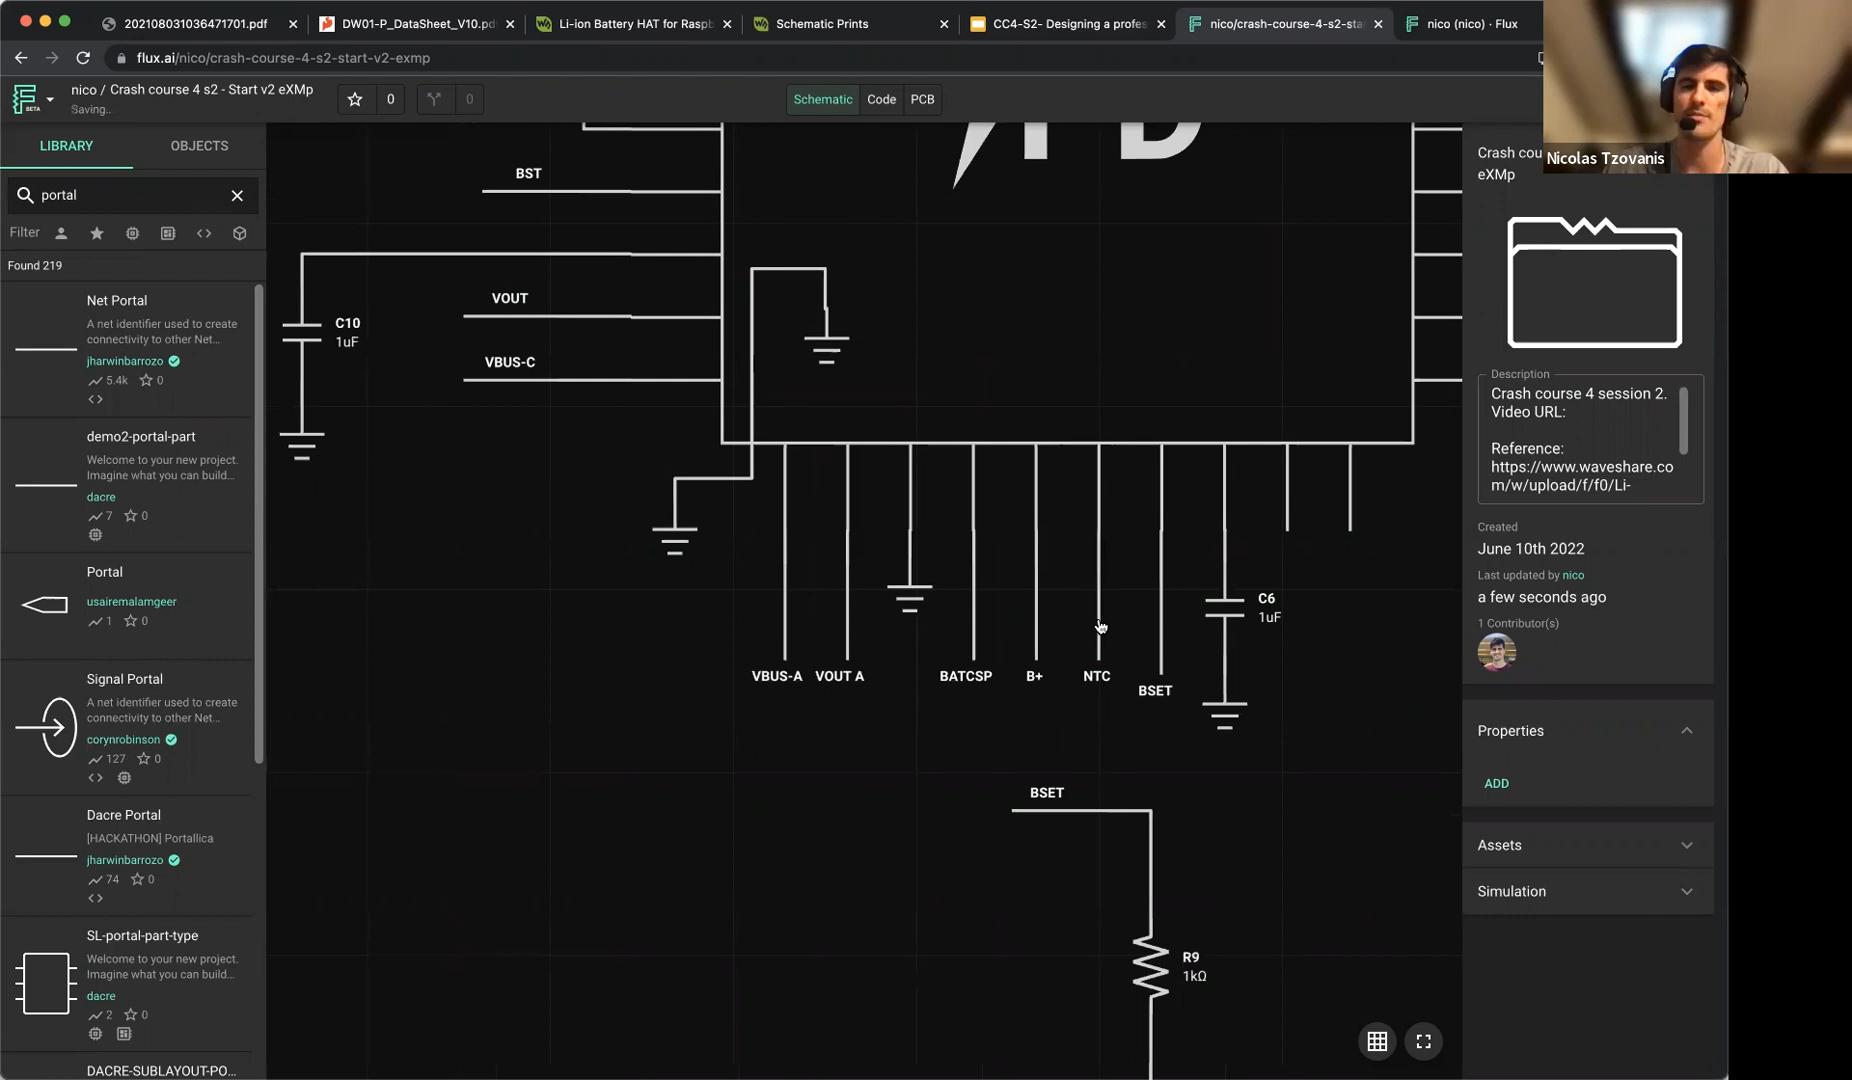 202108031036471701.pdf
DW01-P_DataSheet_V10.pd
Li-ion Battery HAT for Raspb
Schematic Prints
CC4-S2- Designing a profes
nico/crash-course-4-s2-sta
nico (nico) · Flux
flux.ai/nico/crash-course-4-s2-start-v2-exmp
BETA
nico / Crash course 4 s2 - Start v2 eXMp
Saving..
0
0
Schematic
Code
PCB
Nicolas Tzovanis
LIBRARY
OBJECTS
portal
Filter
Found 219
Net Portal
A net identifier used to create
connectivity to other Net...
jharwinbarrozo
5.4k
0
demo2-portal-part
Welcome to your new project.
Imagine what you can build...
dacre
7
0
Portal
usairemalamgeer
1
0
Signal Portal
A net identifier used to create
connectivity to other Net...
corynrobinson
127
0
Dacre Portal
[HACKATHON] Portallica
jharwinbarrozo
74
0
SL-portal-part-type
Welcome to your new project.
Imagine what you can build...
dacre
2
0
DACRE-SUBLAYOUT-PO...
BST
C10
1uF
VOUT
VBUS-C
PD
VBUS-A
VOUT A
BATCSP
B+
NTC
BSET
C6
1uF
BSET
R9
1kΩ
Crash cou
eXMp
Description
Crash course 4 session 2.
Video URL:
Reference:
https://www.waveshare.co
m/w/upload/f/f0/Li-
Created
June 10th 2022
Last updated by nico
a few seconds ago
1 Contributor(s)
Properties
ADD
Assets
Simulation